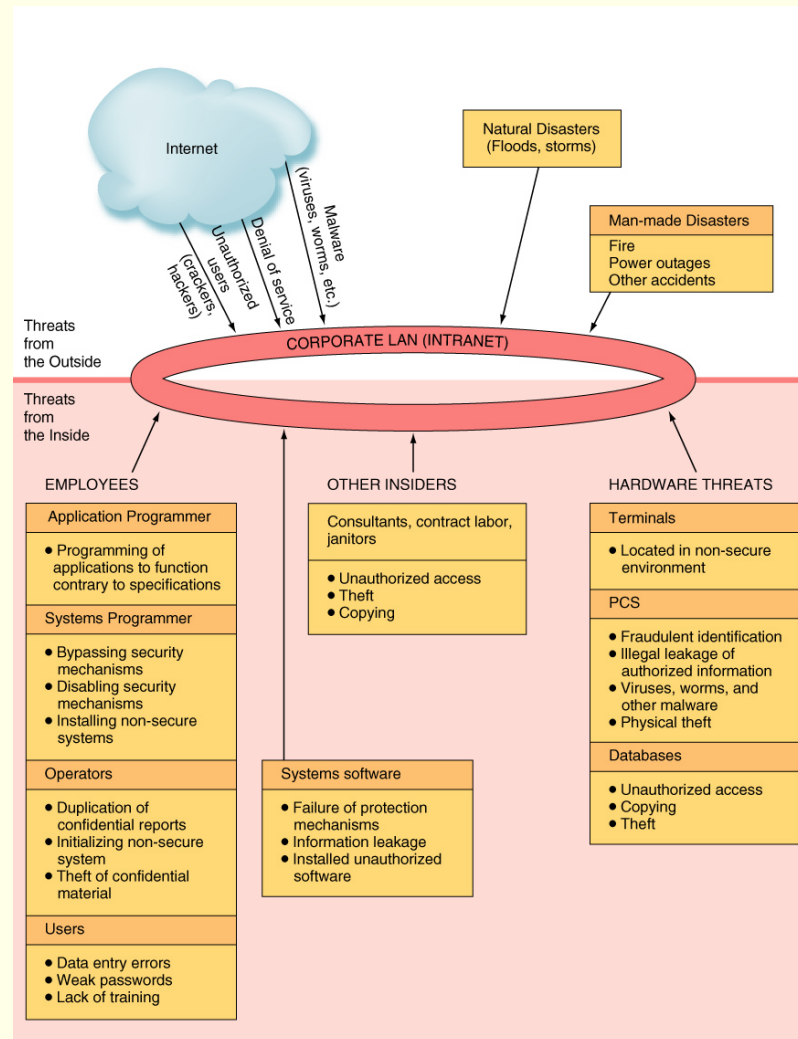 Internet
Unauthorized
users
(crackers,
hackers)
Denial of service
Malware
(viruses, worms, etc.)
Natural Disasters
(Floods, storms)
Man-made Disasters
Fire
Power outages
Other accidents
Threats
from
the Outside
CORPORATE LAN (INTRANET)
Threats
from
the Inside
EMPLOYEES
Application Programmer
• Programming of
applications to function
contrary to specifications
Systems Programmer
• Bypassing security
mechanisms
• Disabling security
mechanisms
• Installing non-secure
systems
Operators
• Duplication of
confidential reports
• Initializing non-secure
system
• Theft of confidential
material
Users
• Data entry errors
• Weak passwords
• Lack of training
OTHER INSIDERS
Consultants, contract labor,
janitors
• Unauthorized access
• Theft
• Copying
Systems software
• Failure of protection
mechanisms
• Information leakage
• Installed unauthorized
software
HARDWARE THREATS
Terminals
• Located in non-secure
environment
PCS
• Fraudulent identification
• Illegal leakage of
authorized information
• Viruses, worms, and
other malware
• Physical theft
Databases
• Unauthorized access
• Copying
• Theft